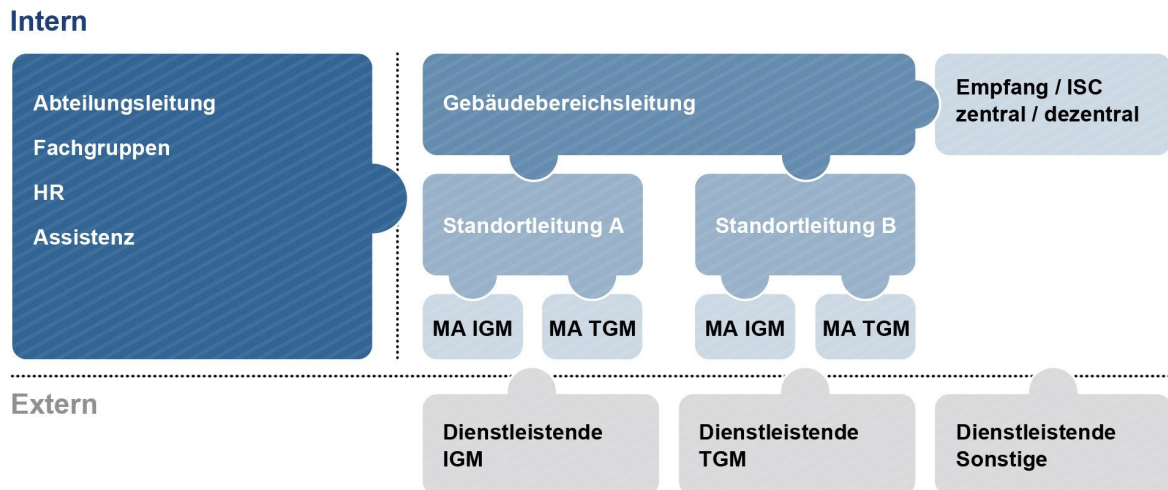 Intern
Abteilungsleitung
Fachgruppen
HR
Assistenz
Gebäudebereichsleitung
Empfang / ISC
zentral / dezentral
Standortleitung A
Standortleitung B
MA IGM
MA TGM
MA IGM
MA TGM
Extern
Dienstleistende
IGM
Dienstleistende
TGM
Dienstleistende
Sonstige